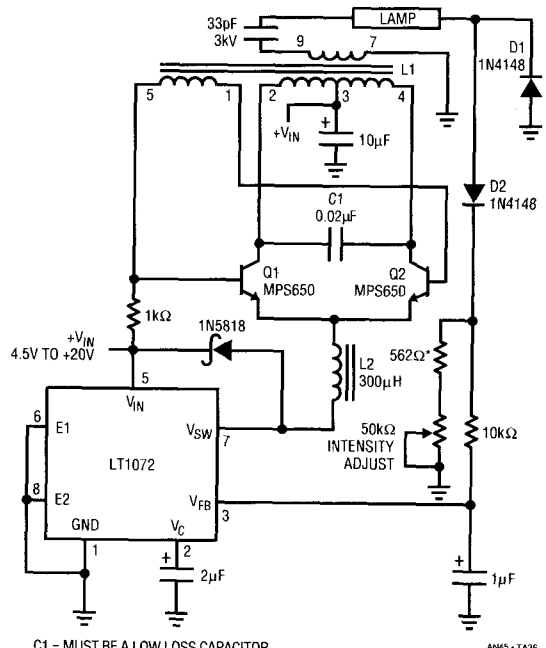 33pF
3kV
LAMP
9
7
D1
1N4148
L1
5
1
2
3
4
+VIN
+
10µF
D2
1N4148
C1
0.02µF
Q1
MPS650
Q2
MPS650
1kΩ
1N5818
+VIN
4.5V TO +20V
L2
300µH
562Ω*
50kΩ
INTENSITY
ADJUST
10kΩ
5
VIN
6
E1
VSW
7
LT1072
8
E2
VFB
3
GND
VC
1
2
+
2µF
+
1µF
C1 – MUST BE A LOW LOSS CAPACITOR
AN45 • TA36